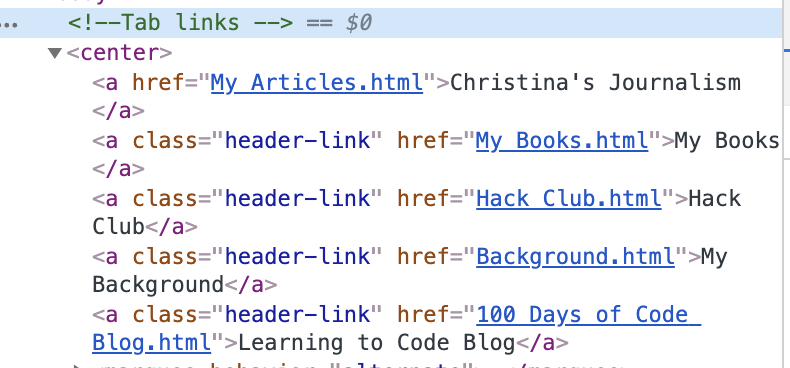 <!--Tab links --> == $0
<center>
<a href="My Articles.html">Christina's Journalism
</a>
<a class="header-link" href="My Books.html">My Books
</a>
<a class="header-link" href="Hack Club.html">Hack
Club</a>
<a class="header-link" href="Background.html">My
Background</a>
<a class="header-link" href="100 Days of Code
Blog.html">Learning to Code Blog</a>